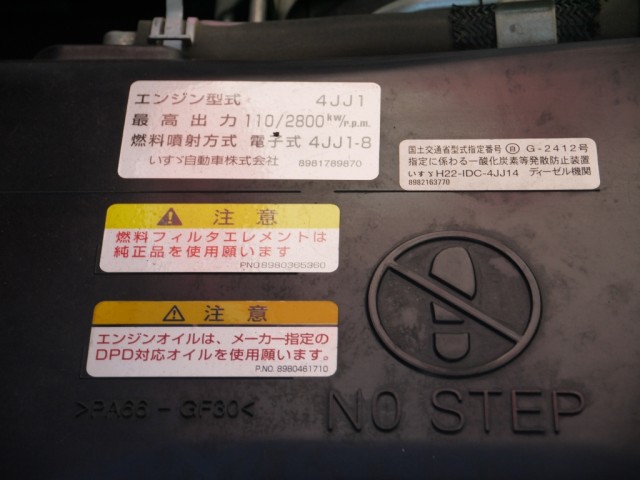 エンジン型式 4JJ1
最高出力 110/2800kW/r.p.m.
燃料噴射方式 電子式 4JJ1-8
いすゞ自動車株式会社 8981789870
国土交通省型式指定番号 自 G-2412号
指定に係わる一酸化炭素等発散防止装置
いすゞ H22-IDC-4JJ14 ディーゼル機関
8982183770
注意
燃料フィルタエレメントは
純正品を使用願います
P.NO.8980365360
注意
エンジンオイルは、メーカー指定の
DPD対応オイルを使用願います。
P.NO. 8980461710
>PA66-GF30<
NO STEP